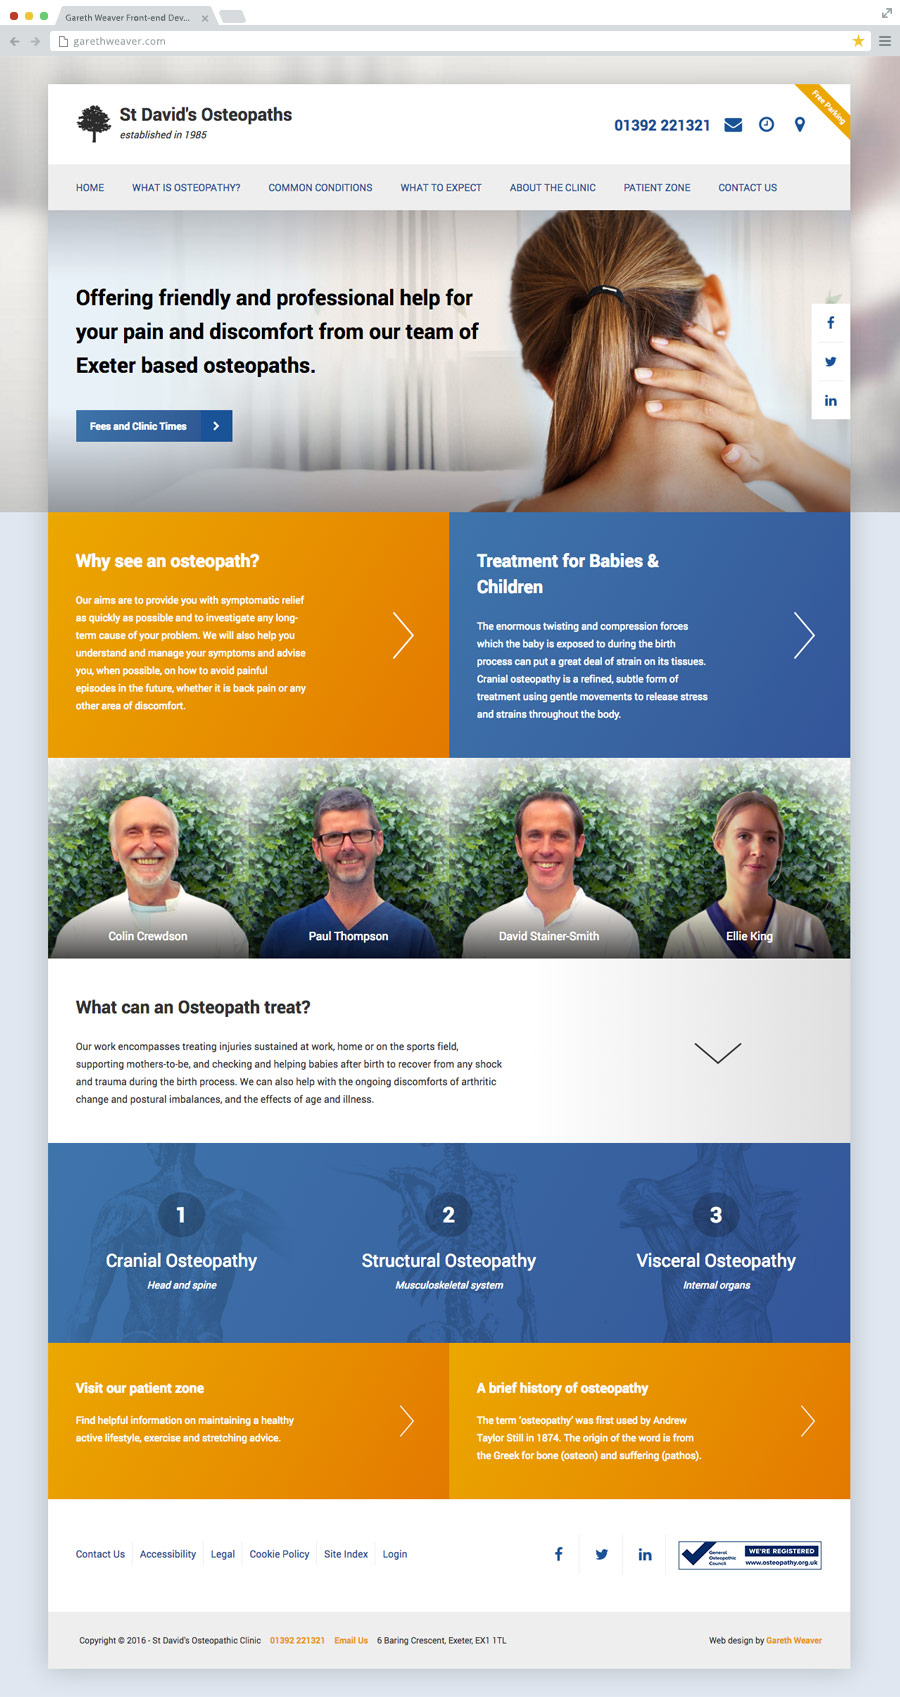 Gareth Weaver Front-end Dev...
garethweaver.com
St David's Osteopaths
established in 1985
01392 221321
Free Parking
HOME
WHAT IS OSTEOPATHY?
COMMON CONDITIONS
WHAT TO EXPECT
ABOUT THE CLINIC
PATIENT ZONE
CONTACT US
Offering friendly and professional help for
your pain and discomfort from our team of
Exeter based osteopaths.
Fees and Clinic Times
Why see an osteopath?
Our aims are to provide you with symptomatic relief
as quickly as possible and to investigate any long-
term cause of your problem. We will also help you
understand and manage your symptoms and advise
you, when possible, on how to avoid painful
episodes in the future, whether it is back pain or any
other area of discomfort.
Treatment for Babies &
Children
The enormous twisting and compression forces
which the baby is exposed to during the birth
process can put a great deal of strain on its tissues.
Cranial osteopathy is a refined, subtle form of
treatment using gentle movements to release stress
and strains throughout the body.
Colin Crewdson
Paul Thompson
David Stainer-Smith
Ellie King
What can an Osteopath treat?
Our work encompasses treating injuries sustained at work, home or on the sports field,
supporting mothers-to-be, and checking and helping babies after birth to recover from any shock
and trauma during the birth process. We can also help with the ongoing discomforts of arthritic
change and postural imbalances, and the effects of age and illness.
1
Cranial Osteopathy
Head and spine
2
Structural Osteopathy
Musculoskeletal system
3
Visceral Osteopathy
Internal organs
Visit our patient zone
Find helpful information on maintaining a healthy
active lifestyle, exercise and stretching advice.
A brief history of osteopathy
The term 'osteopathy' was first used by Andrew
Taylor Still in 1874. The origin of the word is from
the Greek for bone (osteon) and suffering (pathos).
Contact Us
Accessibility
Legal
Cookie Policy
Site Index
Login
General
Osteopathic
Council
WE'RE REGISTERED
www.osteopathy.org.uk
Copyright © 2016 - St David's Osteopathic Clinic 01392 221321 Email Us 6 Baring Crescent, Exeter, EX1 1TL
Web design by Gareth Weaver